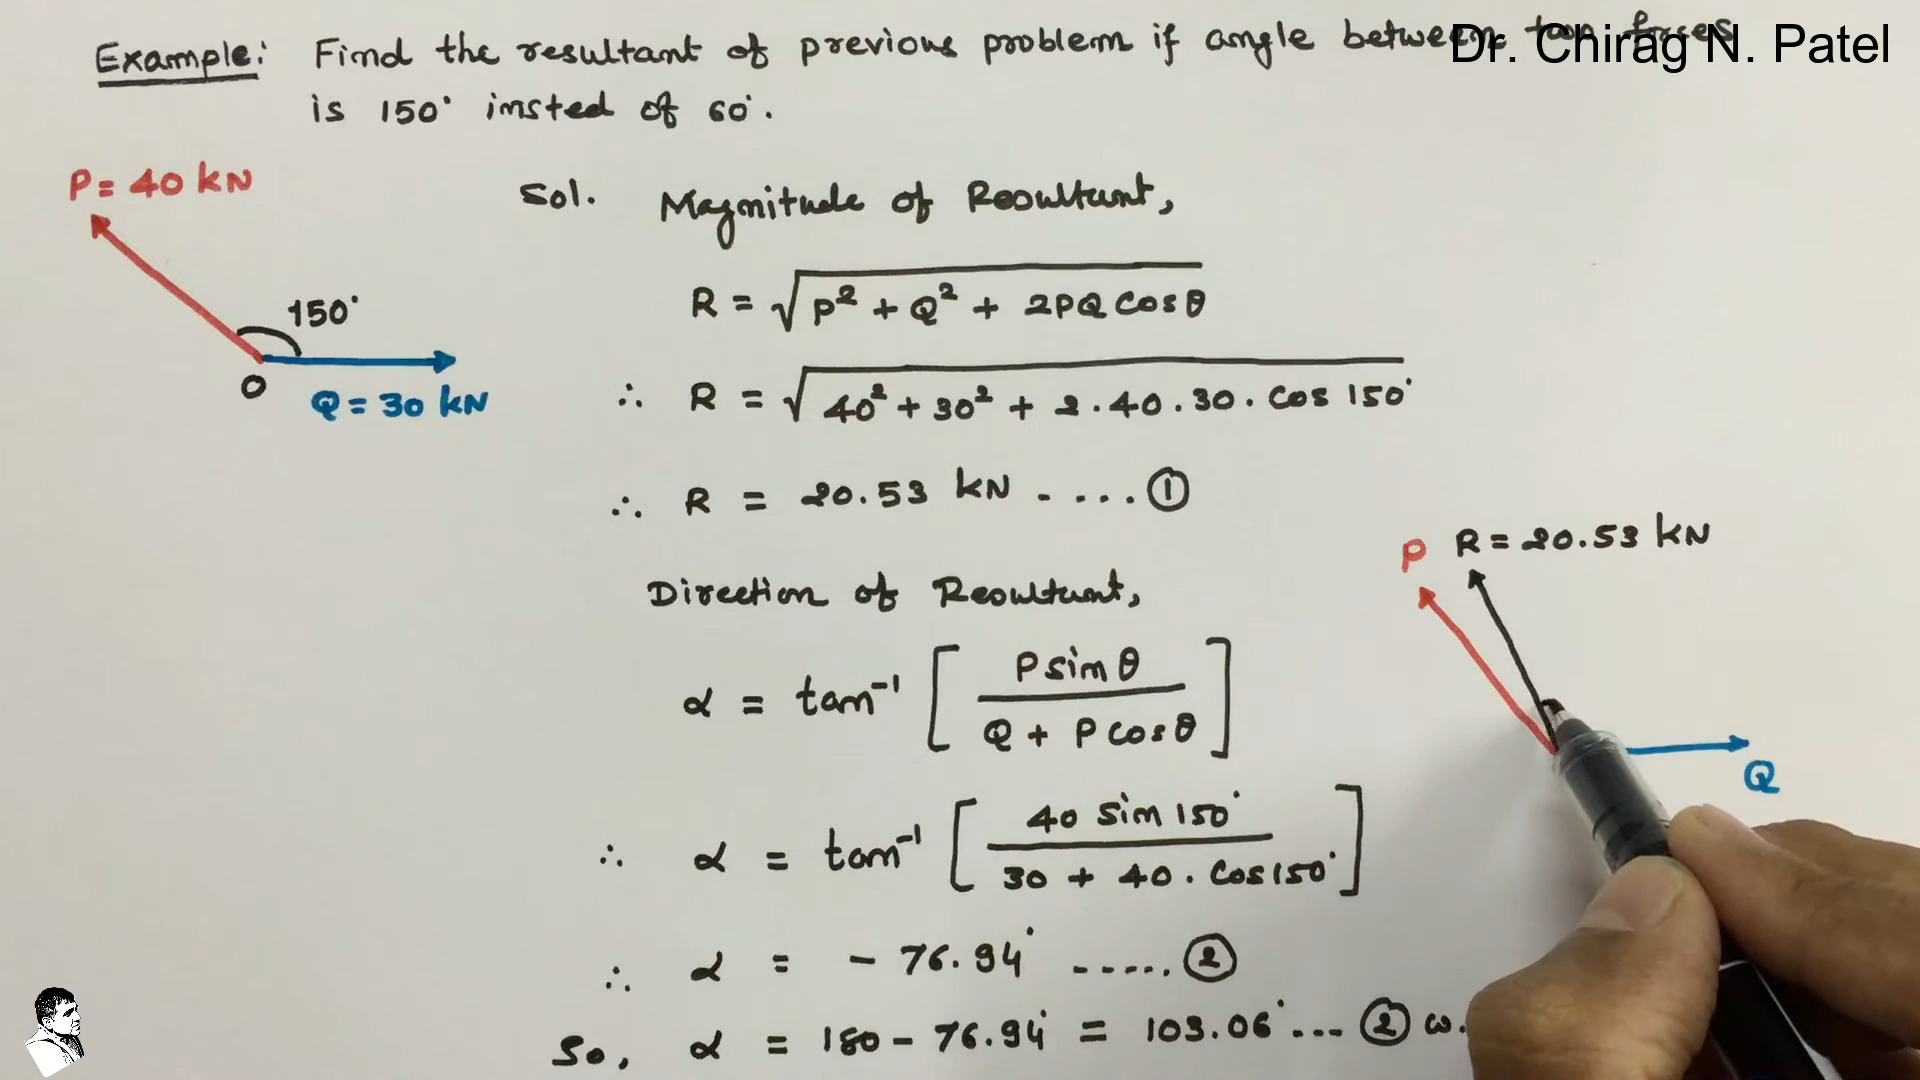 Dr. Chirag N. Patel
Example: Find the resultant of previous problem if angle between two forces
is 150° insted of 60°.
P = 40 kN
150°
O
Q = 30 kN
Sol. Magnitude of Resultant,
R = √(P² + Q² + 2PQ Cos θ)
∴ R = √(40² + 30² + 2 · 40 · 30 · Cos 150°)
∴ R = 20.53 kN - .... ①
P R = 20.53 kN
Q
Direction of Resultant,
α = tan⁻¹ [ P sin θ / Q + P cos θ ]
∴ α = tan⁻¹ [ 40 Sin 150° / 30 + 40 . Cos 150° ]
∴ α = - 76.94° ----- ②
So, α = 180 - 76.94° = 103.06° --- ② w.